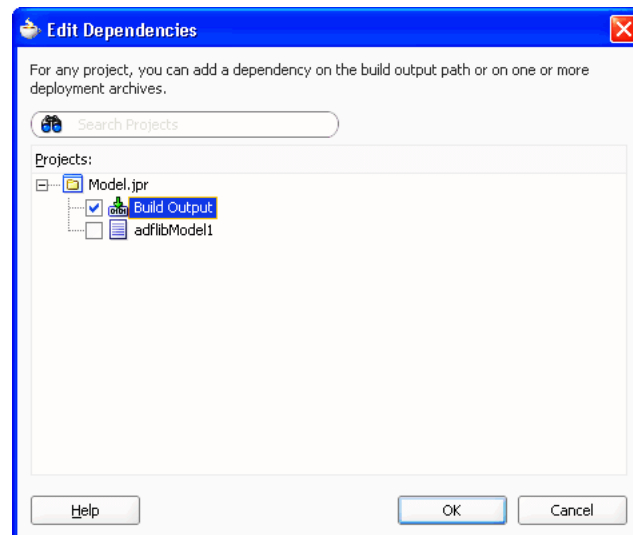 Edit Dependencies
For any project, you can add a dependency on the build output path or on one or more
deployment archives.
Search Projects
Projects:
Model.jpr
Build Output
adflibModel1
Help
OK
Cancel